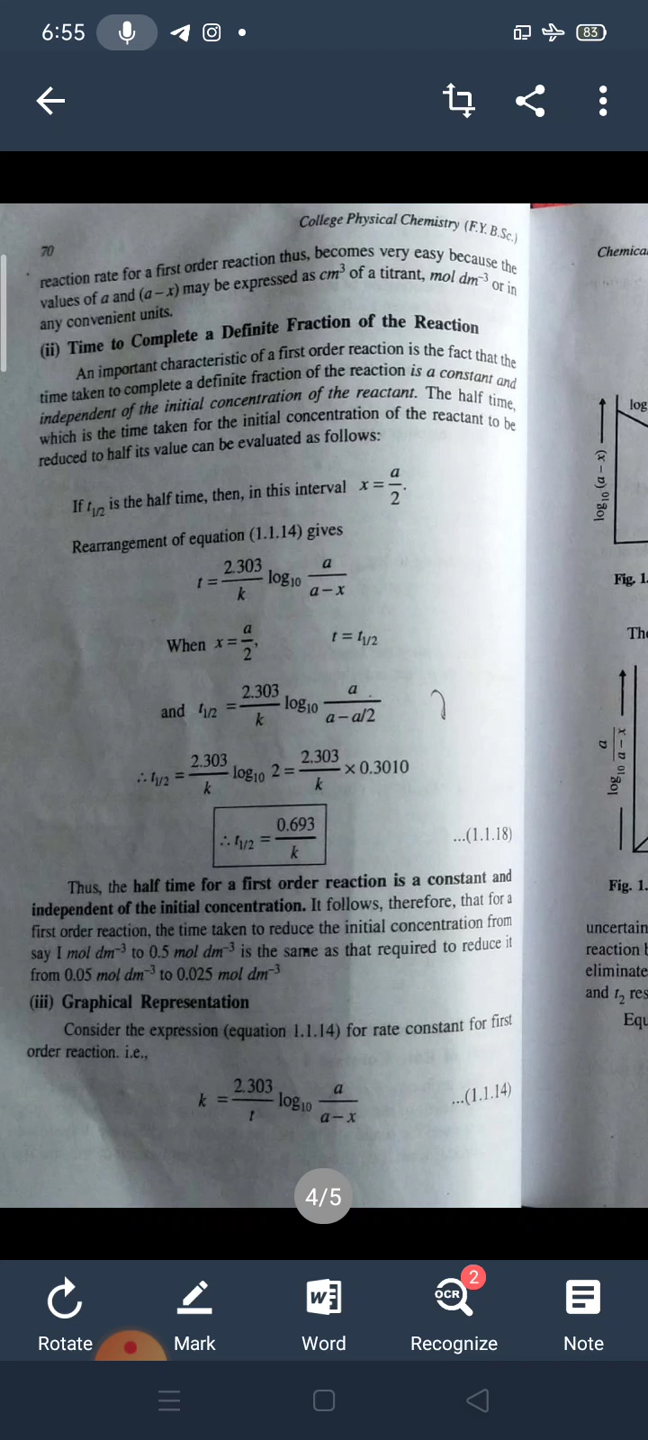 6:55
83
College Physical Chemistry (F.Y. B.Sc.)
70
reaction rate for a first order reaction thus, becomes very easy because the
values of a and (a – x) may be expressed as cm³ of a titrant, mol dm⁻³ or in
any convenient units.
(ii) Time to Complete a Definite Fraction of the Reaction
An important characteristic of a first order reaction is the fact that the
time taken to complete a definite fraction of the reaction is a constant and
independent of the initial concentration of the reactant. The half time,
which is the time taken for the initial concentration of the reactant to be
reduced to half its value can be evaluated as follows:
If t₁/₂ is the half time, then, in this interval x = a/2.
Rearrangement of equation (1.1.14) gives
t = 2.303/k log₁₀ a/(a – x)
When x = a/2, t = t₁/₂
and t₁/₂ = 2.303/k log₁₀ a/(a – a/2)
∴ t₁/₂ = 2.303/k log₁₀ 2 = 2.303/k × 0.3010
∴ t₁/₂ = 0.693/k ...(1.1.18)
Thus, the half time for a first order reaction is a constant and
independent of the initial concentration. It follows, therefore, that for a
first order reaction, the time taken to reduce the initial concentration from
say 1 mol dm⁻³ to 0.5 mol dm⁻³ is the same as that required to reduce it
from 0.05 mol dm⁻³ to 0.025 mol dm⁻³
(iii) Graphical Representation
Consider the expression (equation 1.1.14) for rate constant for first
order reaction. i.e.,
k = 2.303/t log₁₀ a/(a – x) ...(1.1.14)
Chemica
log
log₁₀ (a – x)
Fig. 1.
The
log₁₀ a/(a – x)
Fig. 1.
uncertain
reaction b
eliminate
and t₂ res
Equ
4/5
Rotate
Mark
W
Word
OCR
2
Recognize
Note